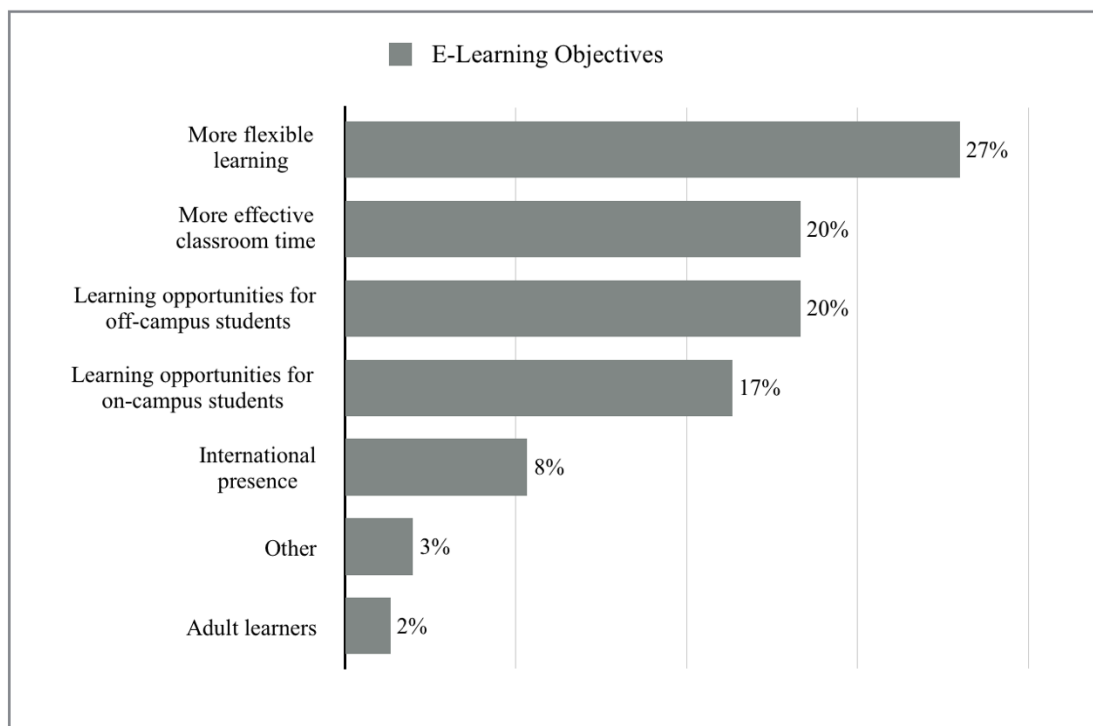 E-Learning Objectives
More flexible
learning
27%
More effective
classroom time
20%
Learning opportunities for
off-campus students
20%
Learning opportunities for
on-campus students
17%
International
presence
8%
Other
3%
Adult learners
2%